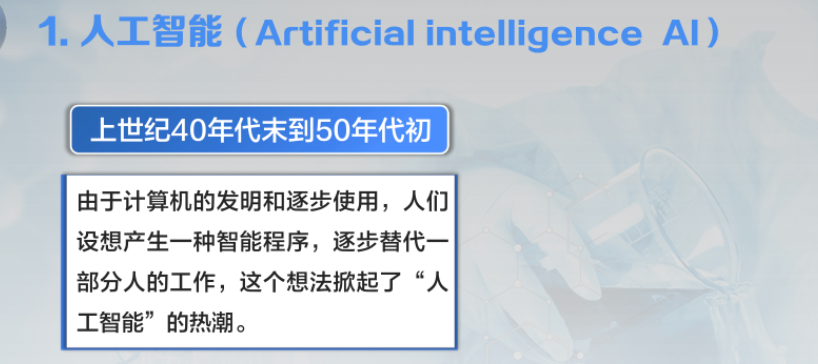 1. 人工智能（Artificial intelligence AI）
上世纪40年代末到50年代初
由于计算机的发明和逐步使用，人们
设想产生一种智能程序，逐步替代一
部分人的工作，这个想法掀起了“人
工智能”的热潮。